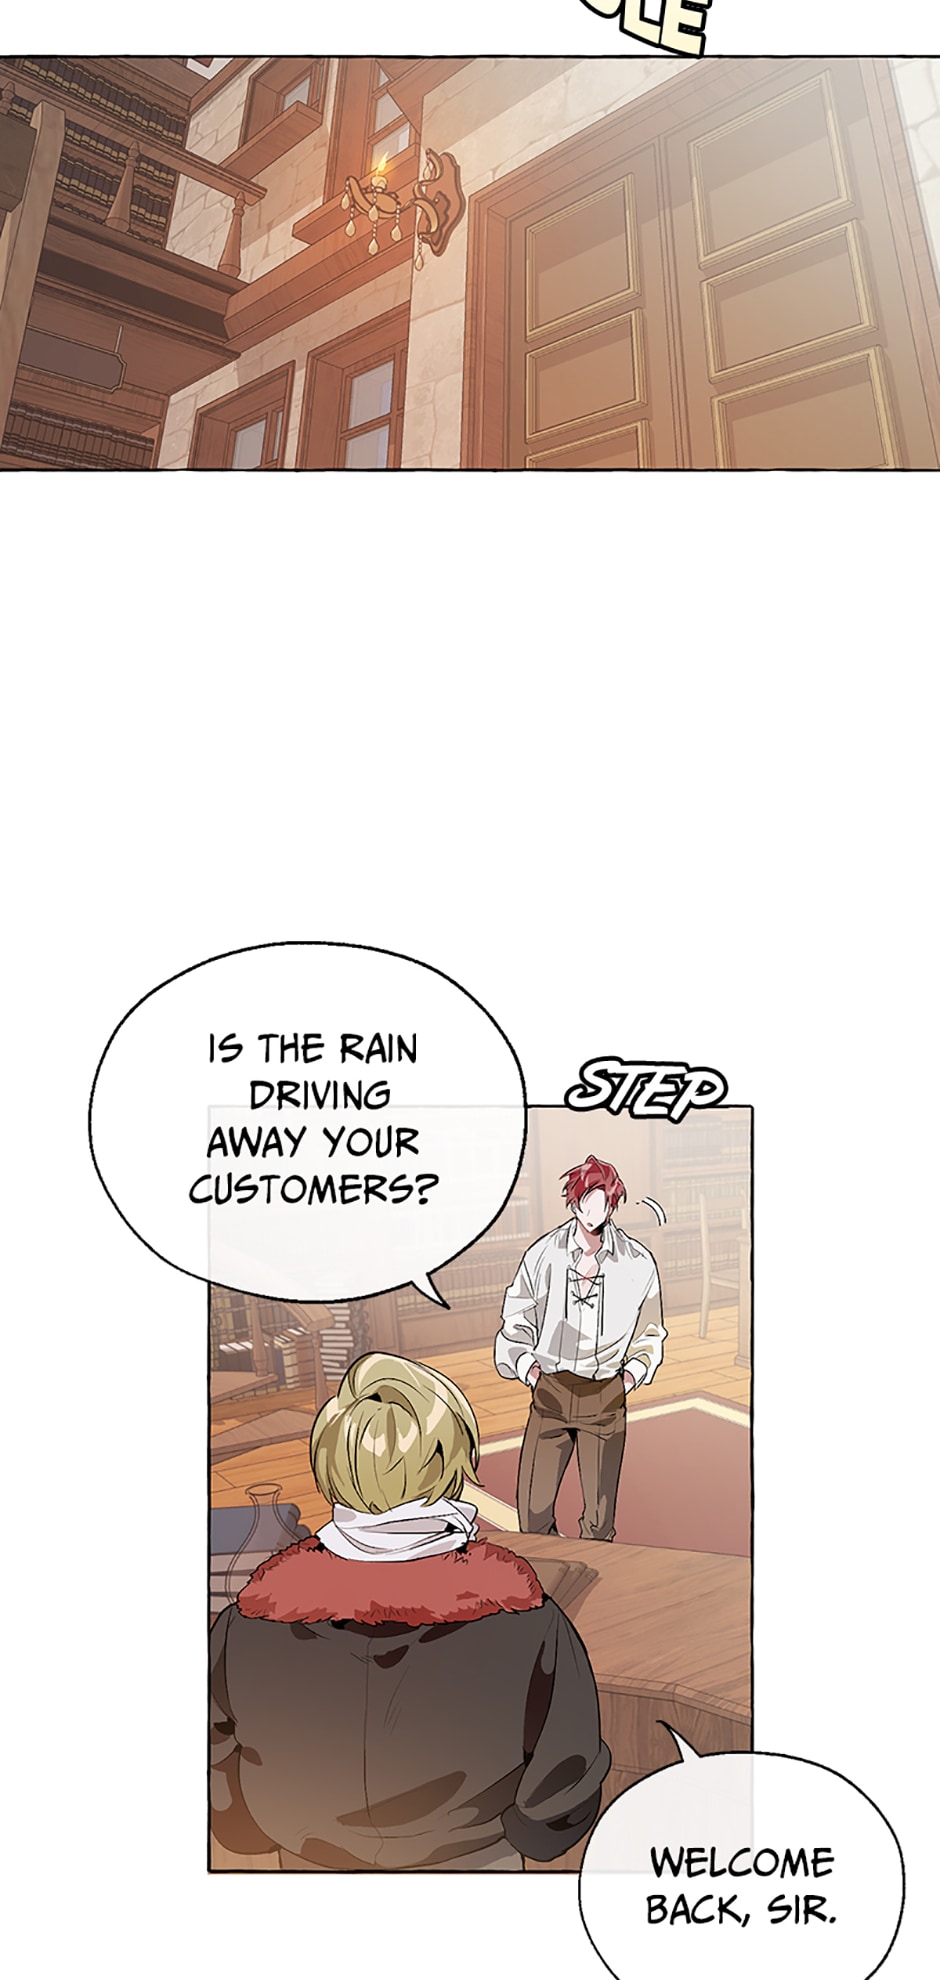 IS THE RAIN
DRIVING
AWAY YOUR
CUSTOMERS?
STEP
WELCOME
BACK, SIR.